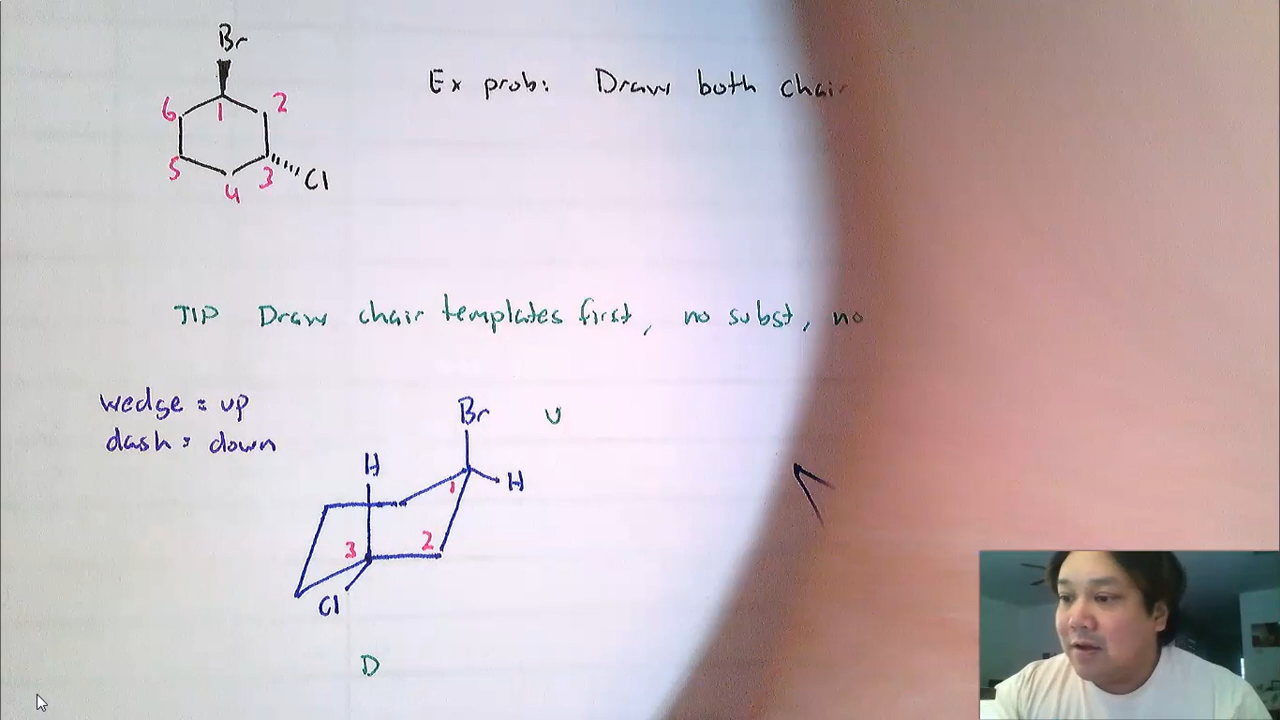 Br
6 1 2
5 4 3 Cl
Ex prob: Draw both chair
TIP Draw chair templates first, no subst, no
wedge = up
dash = down
Br U
H 1 H
3 2
Cl
D